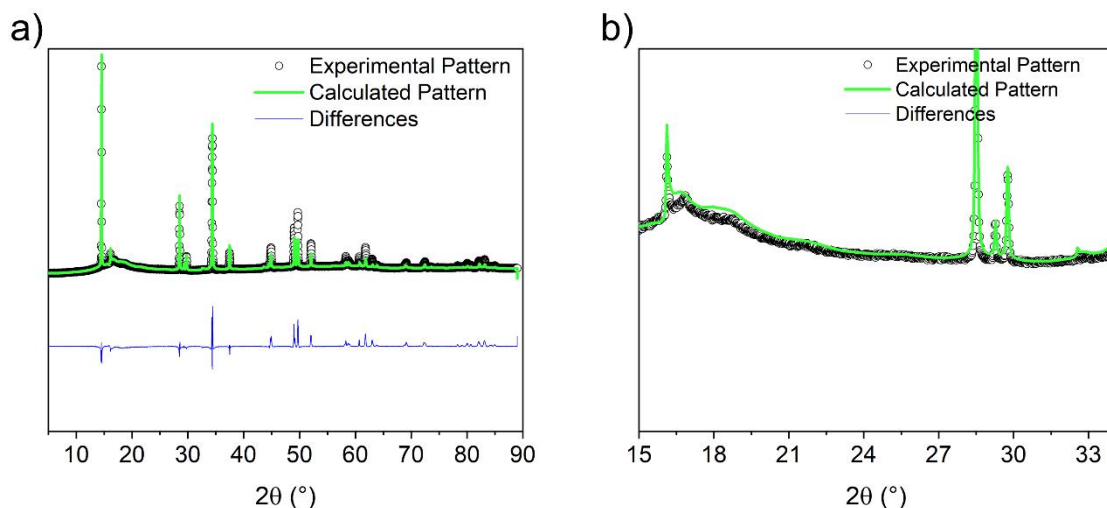 a)
Experimental Pattern
Calculated Pattern
Differences
10 20 30 40 50 60 70 80 90
2θ (°)
b)
Experimental Pattern
Calculated Pattern
Differences
15 18 21 24 27 30 33
2θ (°)